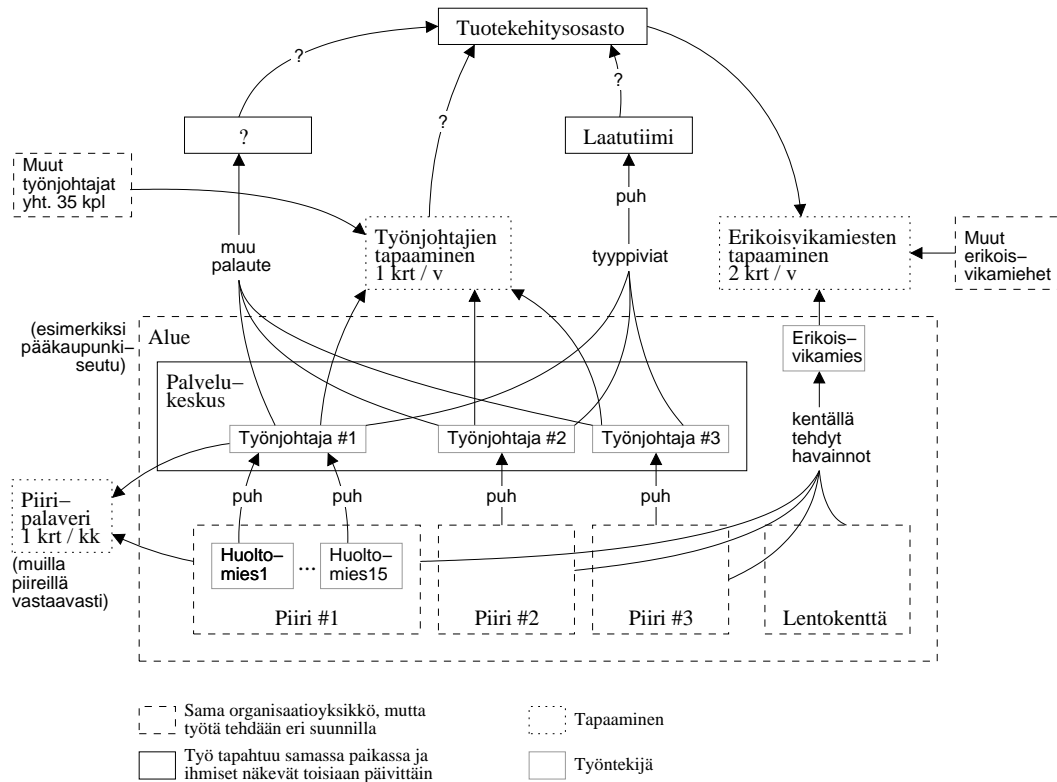 Tuotekehitysosasto
?
?
?
?
Laatutiimi
Muut
työnjohtajat
yht. 35 kpl
puh
muu
palaute
Työnjohtajien
tapaaminen
1 krt / v
tyyppiviat
Erikoisvikamiesten
tapaaminen
2 krt / v
Muut
erikois–
vikamiehet
(esimerkiksi
pääkaupunki–
seutu)
Alue
Erikois–
vikamies
Palvelu–
keskus
kentällä
tehdyt
havainnot
Työnjohtaja #1
Työnjohtaja #2
Työnjohtaja #3
puh
puh
puh
puh
Piiri–
palaveri
1 krt / kk
(muilla
piireillä
vastaavasti)
Huolto–
mies1
...
Huolto–
mies15
Piiri #1
Piiri #2
Piiri #3
Lentokenttä
Sama organisaatioyksikkö, mutta
työtä tehdään eri suunnilla
Tapaaminen
Työ tapahtuu samassa paikassa ja
ihmiset näkevät toisiaan päivittäin
Työntekijä